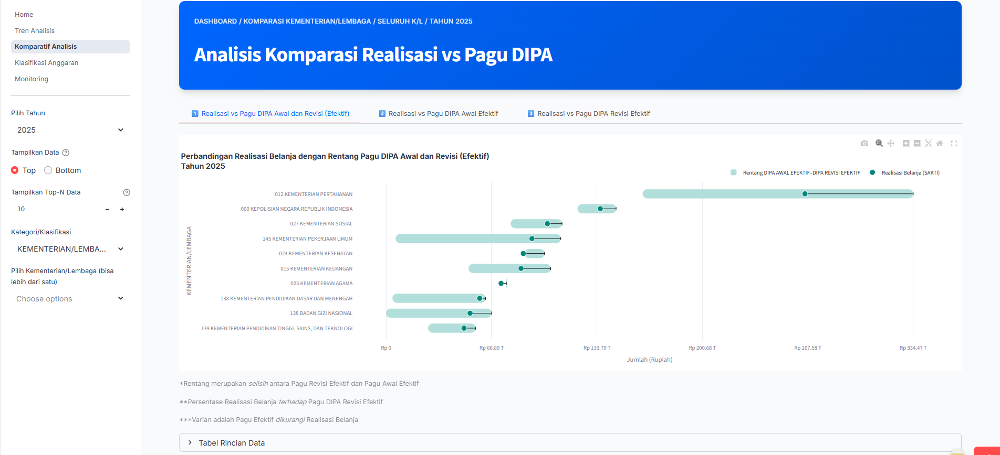 Home
Tren Analisis
Komparatif Analisis
Klasifikasi Anggaran
Monitoring
Pilih Tahun
2025
Tampilkan Data
Top
Bottom
Tampilkan Top-N Data
10
Kategori/Klasifikasi
KEMENTERIAN/LEMBA...
Pilih Kementerian/Lembaga (bisa
lebih dari satu)
Choose options
DASHBOARD / KOMPARASI KEMENTERIAN/LEMBAGA / SELURUH K/L / TAHUN 2025
Analisis Komparasi Realisasi vs Pagu DIPA
1 Realisasi vs Pagu DIPA Awal dan Revisi (Efektif)
2 Realisasi vs Pagu DIPA Awal Efektif
3 Realisasi vs Pagu DIPA Revisi Efektif
Perbandingan Realisasi Belanja dengan Rentang Pagu DIPA Awal dan Revisi (Efektif)
Tahun 2025
Rentang DIPA AWAL EFEKTIF–DIPA REVISI EFEKTIF
Realisasi Belanja (SAKTI)
KEMENTERIAN/LEMBAGA
012 KEMENTERIAN PERTAHANAN
060 KEPOLISIAN NEGARA REPUBLIK INDONESIA
027 KEMENTERIAN SOSIAL
145 KEMENTERIAN PEKERJAAN UMUM
024 KEMENTERIAN KESEHATAN
015 KEMENTERIAN KEUANGAN
025 KEMENTERIAN AGAMA
138 KEMENTERIAN PENDIDIKAN DASAR DAN MENENGAH
128 BADAN GIZI NASIONAL
139 KEMENTERIAN PENDIDIKAN TINGGI, SAINS, DAN TEKNOLOGI
Rp 0
Rp 66.89 T
Rp 133.79 T
Rp 200.68 T
Rp 267.58 T
Rp 334.47 T
Jumlah (Rupiah)
*Rentang merupakan selisih antara Pagu Revisi Efektif dan Pagu Awal Efektif
**Persentase Realisasi Belanja terhadap Pagu DIPA Revisi Efektif
***Varian adalah Pagu Efektif dikurangi Realisasi Belanja
Tabel Rincian Data